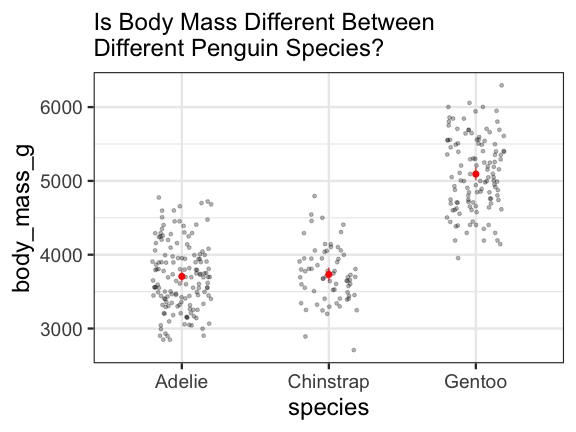 Is Body Mass Different Between
Different Penguin Species?
body_mass_g
6000
5000
4000
3000
Adelie Chinstrap Gentoo
species